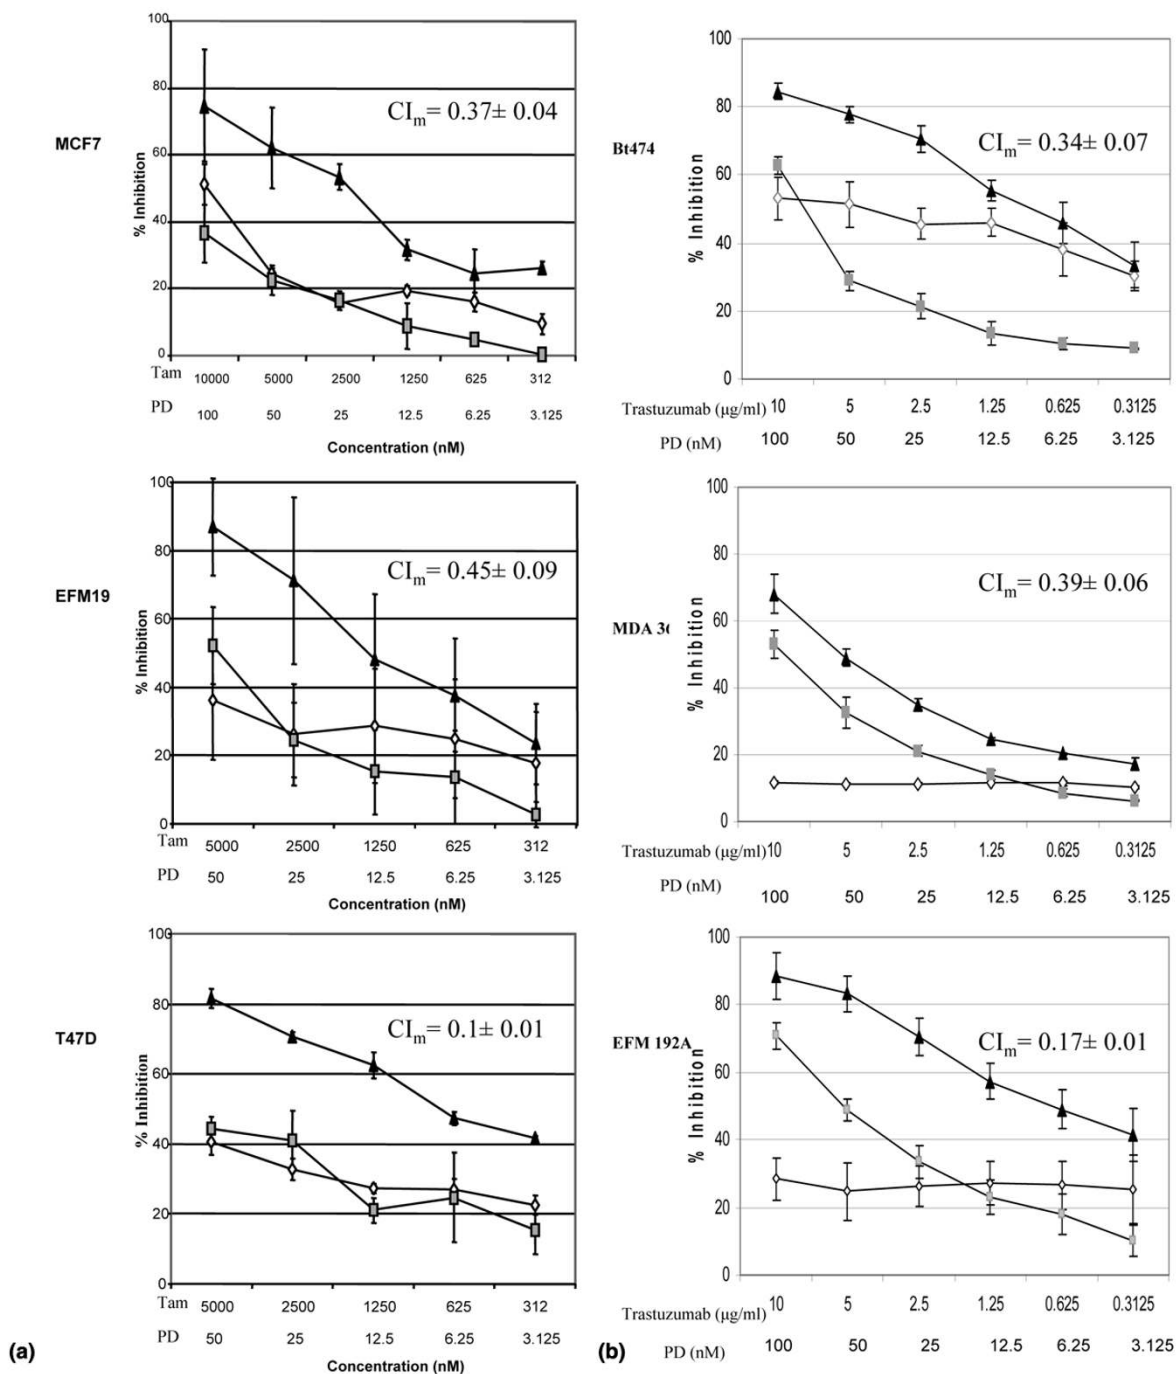 MCF7
% Inhibition
100
80
60
40
20
0
CIm= 0.37± 0.04
Tam 10000 5000 2500 1250 625 312
PD 100 50 25 12.5 6.25 3.125
Concentration (nM)
EFM19
% Inhibition
100
80
60
40
20
0
CIm= 0.45± 0.09
Tam 5000 2500 1250 625 312
PD 50 25 12.5 6.25 3.125
Concentration (nM)
T47D
% Inhibition
100
80
60
40
20
0
CIm= 0.1± 0.01
Tam 5000 2500 1250 625 312
PD 50 25 12.5 6.25 3.125
Concentration (nM)
(a)
Bt474
% Inhibition
100
80
60
40
20
0
CIm= 0.34± 0.07
Trastuzumab (µg/ml) 10 5 2.5 1.25 0.625 0.3125
PD (nM) 100 50 25 12.5 6.25 3.125
MDA 36
% Inhibition
100
80
60
40
20
0
CIm= 0.39± 0.06
Trastuzumab (µg/ml) 10 5 2.5 1.25 0.625 0.3125
PD (nM) 100 50 25 12.5 6.25 3.125
EFM 192A
% Inhibition
100
80
60
40
20
0
CIm= 0.17± 0.01
Trastuzumab (µg/ml) 10 5 2.5 1.25 0.625 0.3125
PD (nM) 100 50 25 12.5 6.25 3.125
(b)